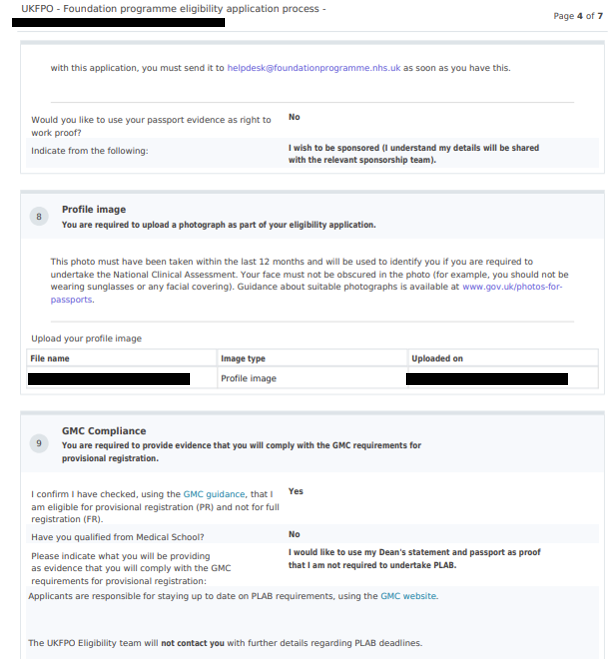 UKFPO - Foundation programme eligibility application process -
Page 4 of 7
with this application, you must send it to helpdesk@foundationprogramme.nhs.uk as soon as you have this.
Would you like to use your passport evidence as right to
work proof?
No
Indicate from the following:
I wish to be sponsored (I understand my details will be shared
with the relevant sponsorship team).
8
Profile image
You are required to upload a photograph as part of your eligibility application.
This photo must have been taken within the last 12 months and will be used to identify you if you are required to
undertake the National Clinical Assessment. Your face must not be obscured in the photo (for example, you should not be
wearing sunglasses or any facial covering). Guidance about suitable photographs is available at www.gov.uk/photos-for-
passports.
Upload your profile image
File name Image type Uploaded on
Profile image
9
GMC Compliance
You are required to provide evidence that you will comply with the GMC requirements for
provisional registration.
I confirm I have checked, using the GMC guidance, that I
am eligible for provisional registration (PR) and not for full
registration (FR).
Yes
Have you qualified from Medical School?
No
Please indicate what you will be providing
as evidence that you will comply with the GMC
requirements for provisional registration:
I would like to use my Dean's statement and passport as proof
that I am not required to undertake PLAB.
Applicants are responsible for staying up to date on PLAB requirements, using the GMC website.
The UKFPO Eligibility team will not contact you with further details regarding PLAB deadlines.